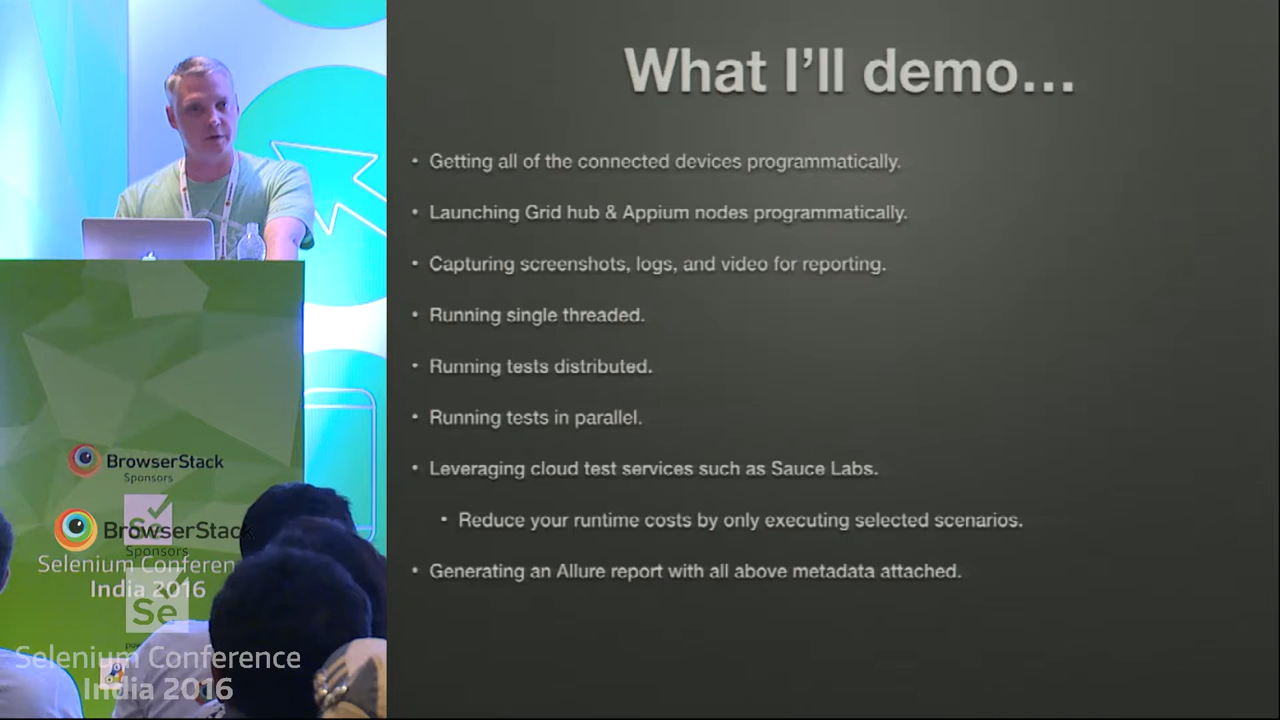 What I'll demo...
• Getting all of the connected devices programmatically.
• Launching Grid hub & Appium nodes programmatically.
• Capturing screenshots, logs, and video for reporting.
• Running single threaded.
• Running tests distributed.
• Running tests in parallel.
• Leveraging cloud test services such as Sauce Labs.
• Reduce your runtime costs by only executing selected scenarios.
• Generating an Allure report with all above metadata attached.
BrowserStack
Sponsors
Se
BrowserStack
Sponsors
Selenium Conferen
India 2016
Se
Selenium Conference
India 2016